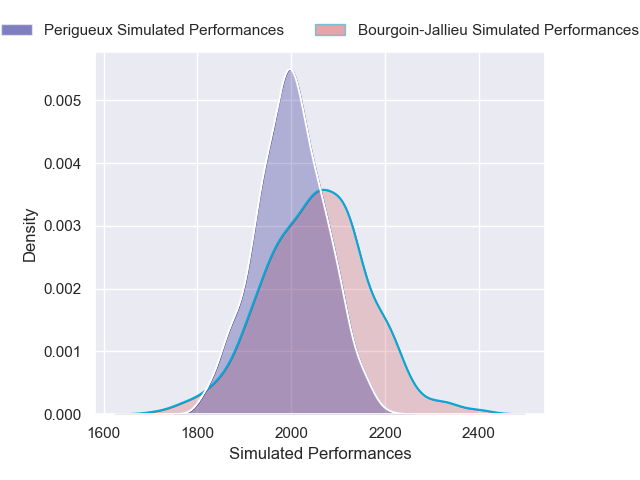 Perigueux Simulated Performances
Bourgoin-Jallieu Simulated Performances
0.005
0.004
0.003
0.002
0.001
0.000
Density
1600
1800
2000
2200
2400
Simulated Performances